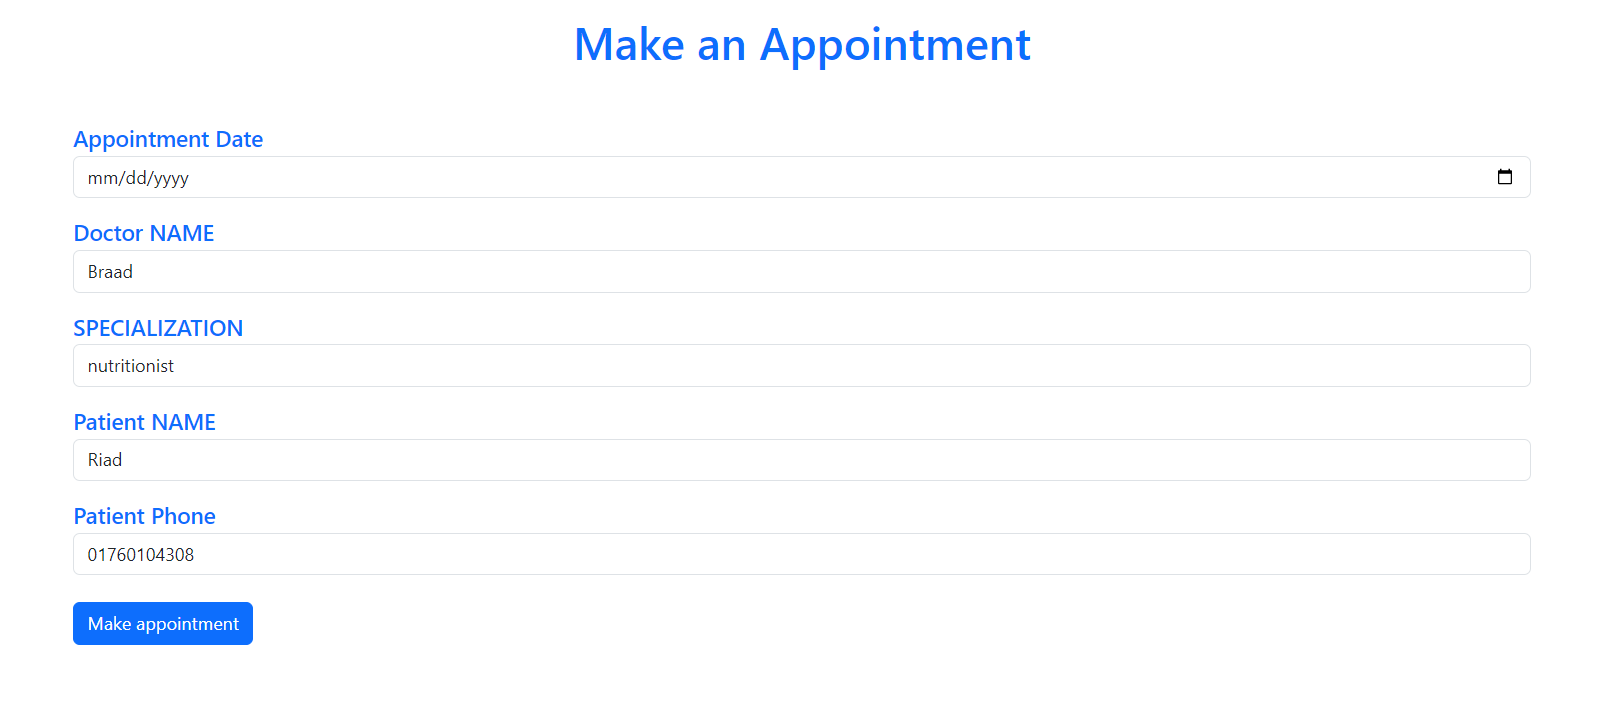 Make an Appointment
Appointment Date
mm/dd/yyyy
Doctor NAME
Braad
SPECIALIZATION
nutritionist
Patient NAME
Riad
Patient Phone
01760104308
Make appointment